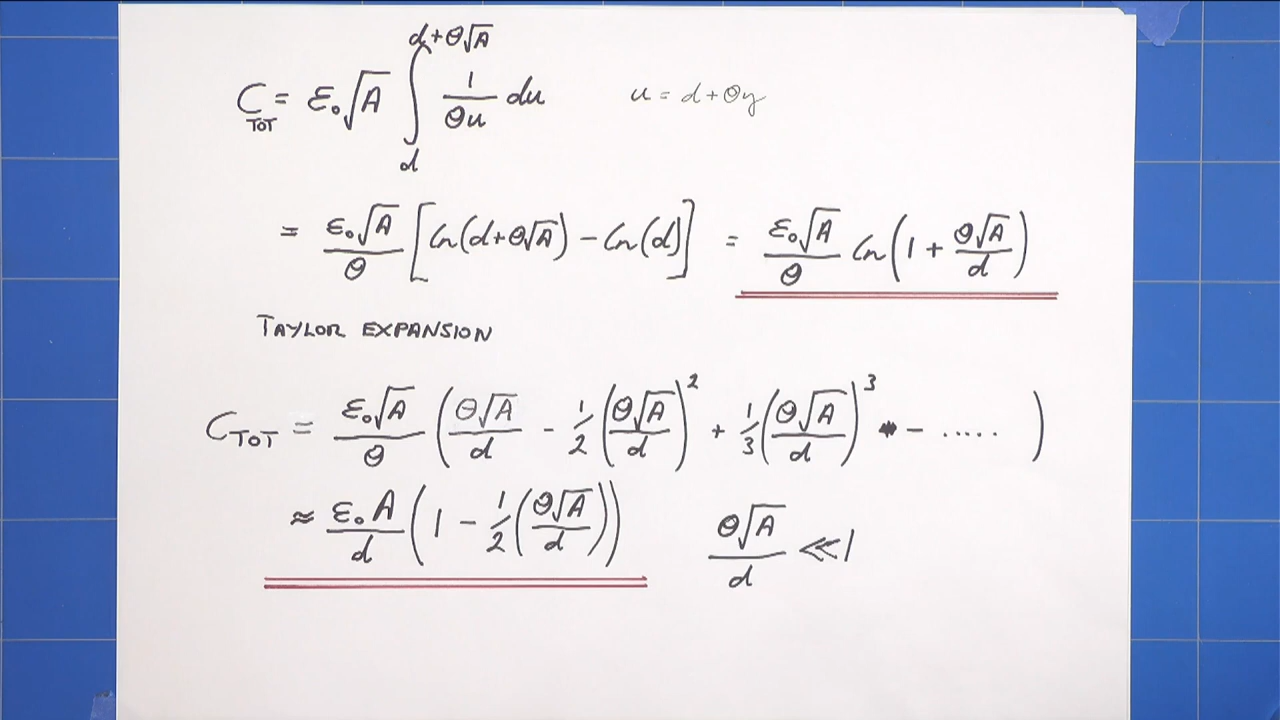 C_TOT = ε₀√A ∫_d^{d+θ√A} 1/(θu) du    u = d+θy
= ε₀√A/θ [ln(d+θ√A) − ln(d)] = ε₀√A/θ ln(1 + θ√A/d)
TAYLOR EXPANSION
C_TOT = ε₀√A/θ (θ√A/d − 1/2 (θ√A/d)² + 1/3 (θ√A/d)³ − ..... )
≈ ε₀A/d (1 − 1/2 (θ√A/d))    θ√A/d ≪ 1